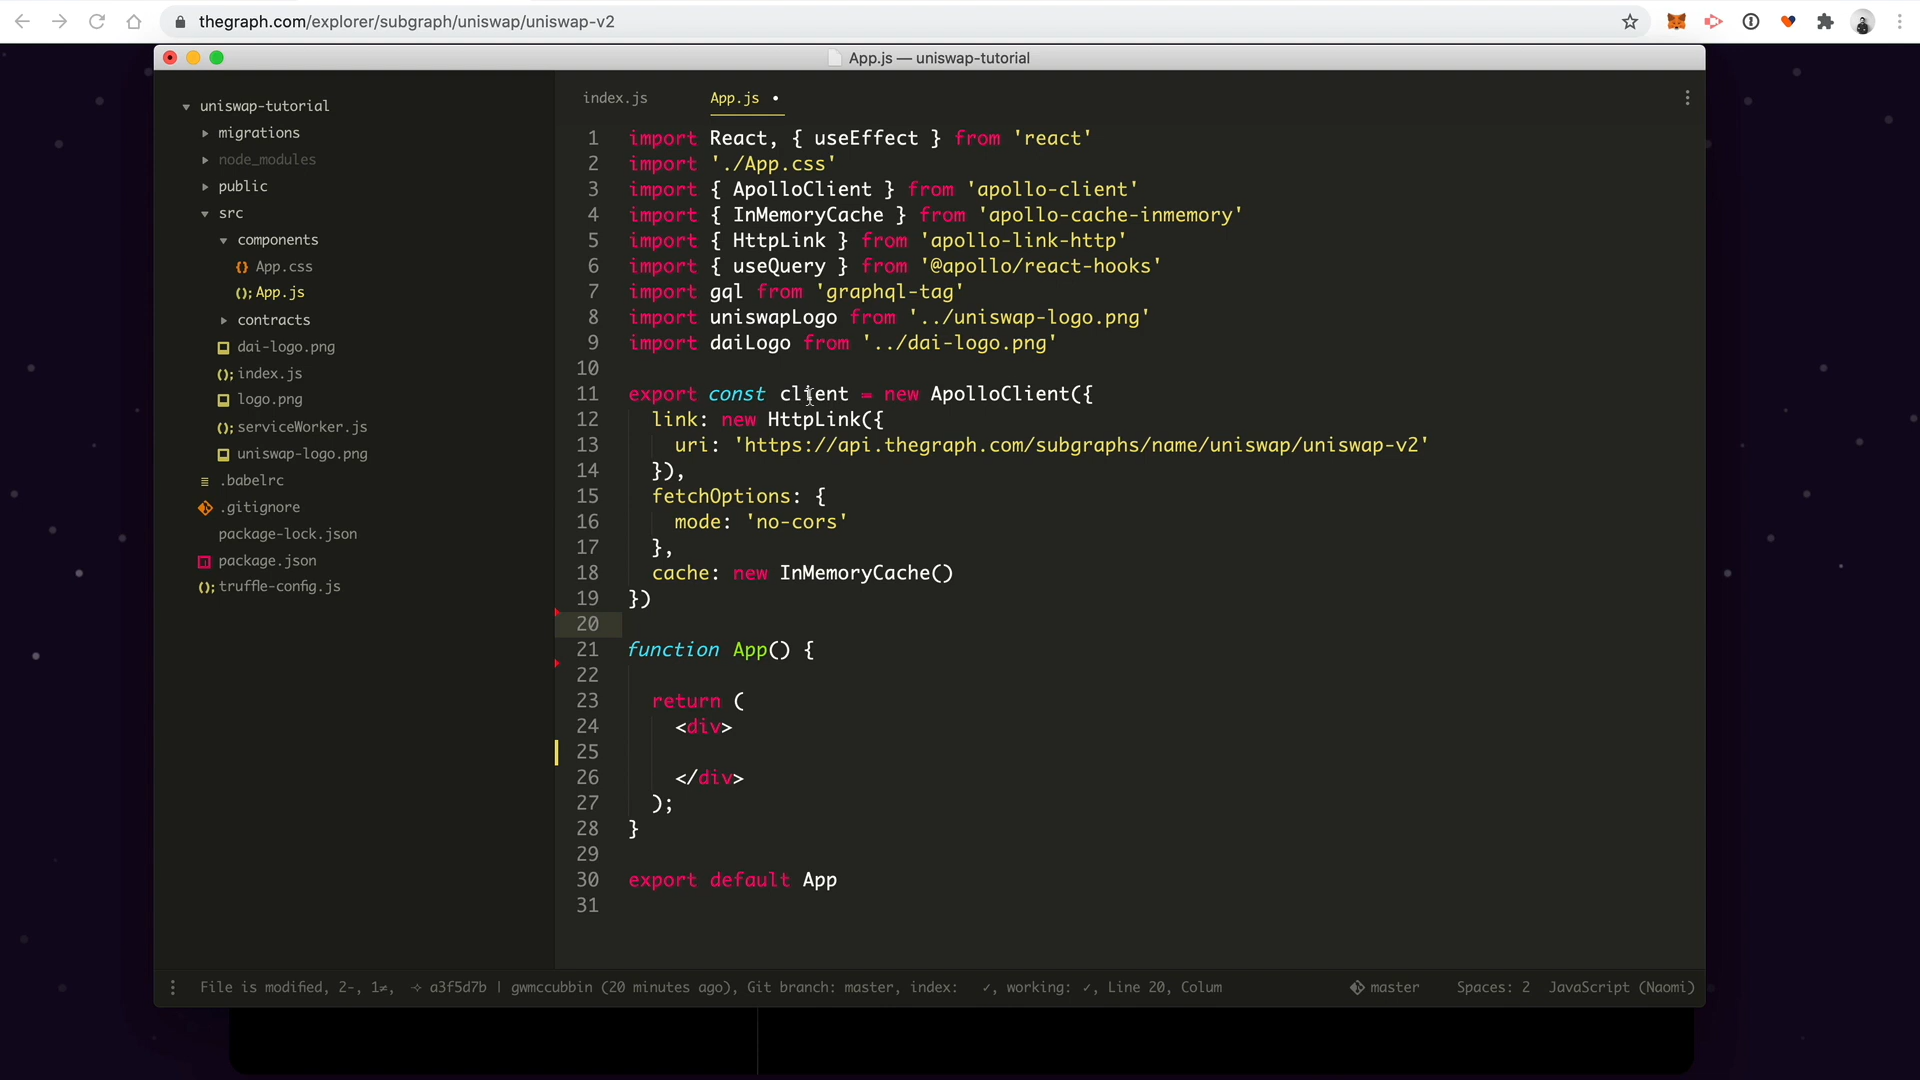 thegraph.com/explorer/subgraph/uniswap/uniswap-v2
App.js — uniswap-tutorial
uniswap-tutorial
migrations
node_modules
public
src
components
App.css
App.js
contracts
dai-logo.png
index.js
logo.png
serviceWorker.js
uniswap-logo.png
.babelrc
.gitignore
package-lock.json
package.json
truffle-config.js
index.js App.js •
1 import React, { useEffect } from 'react'
2 import './App.css'
3 import { ApolloClient } from 'apollo-client'
4 import { InMemoryCache } from 'apollo-cache-inmemory'
5 import { HttpLink } from 'apollo-link-http'
6 import { useQuery } from '@apollo/react-hooks'
7 import gql from 'graphql-tag'
8 import uniswapLogo from '../uniswap-logo.png'
9 import daiLogo from '../dai-logo.png'
10
11 export const client = new ApolloClient({
12 link: new HttpLink({
13 uri: 'https://api.thegraph.com/subgraphs/name/uniswap/uniswap-v2'
14 }),
15 fetchOptions: {
16 mode: 'no-cors'
17 },
18 cache: new InMemoryCache()
19 })
20
21 function App() {
22
23 return (
24 <div>
25
26 </div>
27 );
28 }
29
30 export default App
31
File is modified, 2-, 1≠, a3f5d7b | gwmccubbin (20 minutes ago), Git branch: master, index: ✓, working: ✓, Line 20, Colum master Spaces: 2 JavaScript (Naomi)